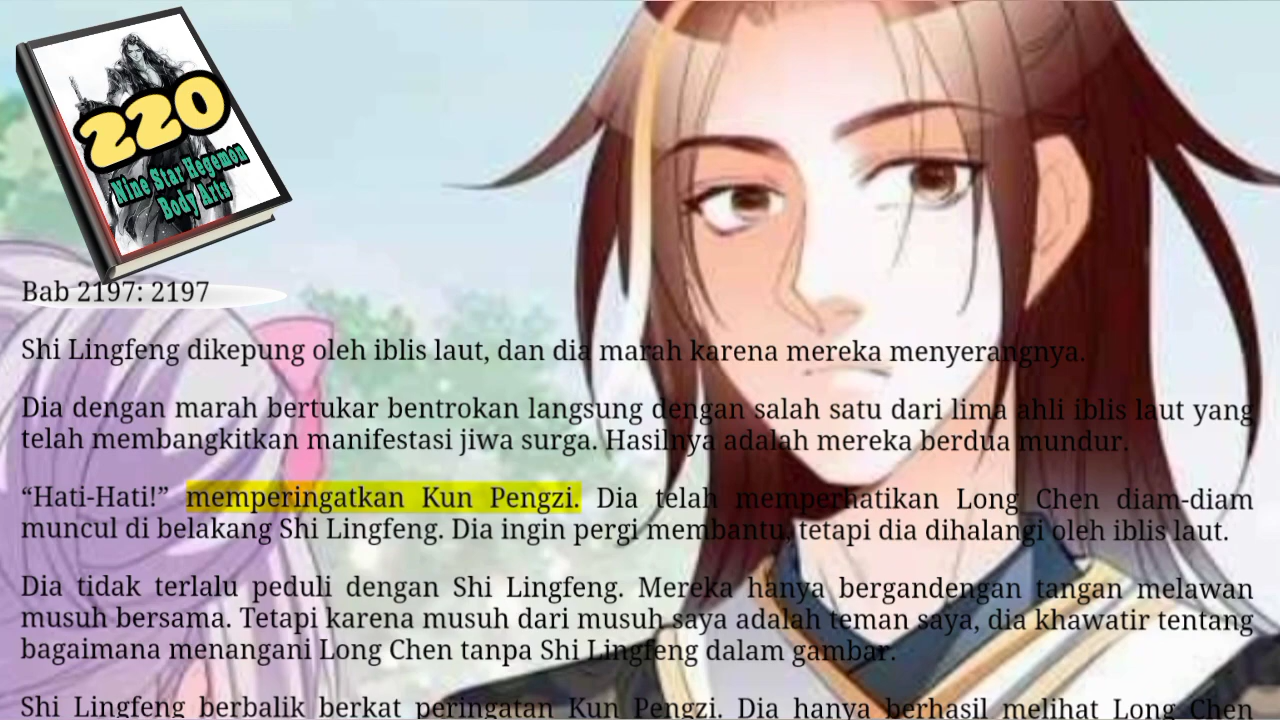 220
Nine Star Hegemon
Body Arts
Bab 2197: 2197
Shi Lingfeng dikepung oleh iblis laut, dan dia marah karena mereka menyerangnya.
Dia dengan marah bertukar bentrokan langsung dengan salah satu dari lima ahli iblis laut yang
telah membangkitkan manifestasi jiwa surga. Hasilnya adalah mereka berdua mundur.
“Hati-Hati!” memperingatkan Kun Pengzi. Dia telah memperhatikan Long Chen diam-diam
muncul di belakang Shi Lingfeng. Dia ingin pergi membantu, tetapi dia dihalangi oleh iblis laut.
Dia tidak terlalu peduli dengan Shi Lingfeng. Mereka hanya bergandengan tangan melawan
musuh bersama. Tetapi karena musuh dari musuh saya adalah teman saya, dia khawatir tentang
bagaimana menangani Long Chen tanpa Shi Lingfeng dalam gambar.
Shi Lingfeng berbalik berkat peringatan Kun Pengzi. Dia hanya berhasil melihat Long Chen